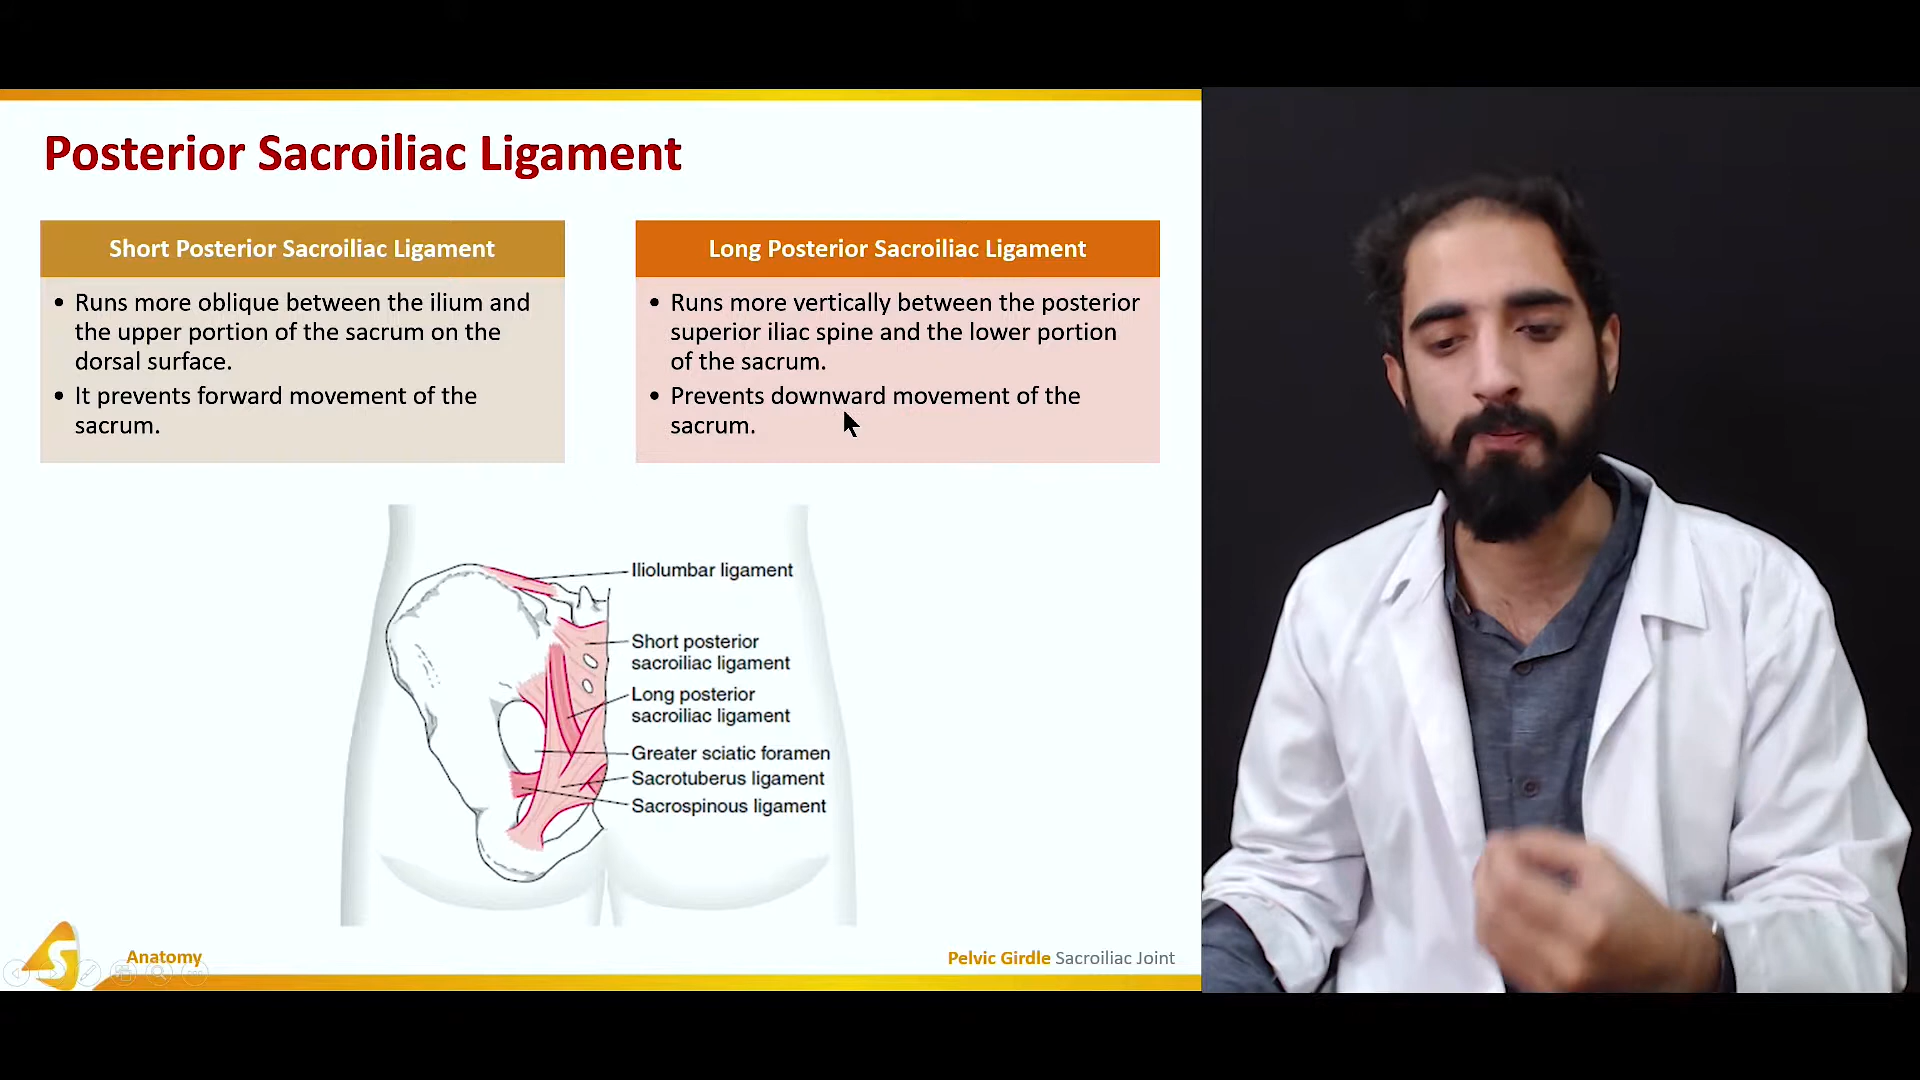 Posterior Sacroiliac Ligament
Short Posterior Sacroiliac Ligament
• Runs more oblique between the ilium and
the upper portion of the sacrum on the
dorsal surface.
• It prevents forward movement of the
sacrum.
Long Posterior Sacroiliac Ligament
• Runs more vertically between the posterior
superior iliac spine and the lower portion
of the sacrum.
• Prevents downward movement of the
sacrum.
Iliolumbar ligament
Short posterior
sacroiliac ligament
Long posterior
sacroiliac ligament
Greater sciatic foramen
Sacrotuberus ligament
Sacrospinous ligament
S
Anatomy
Pelvic Girdle Sacroiliac Joint